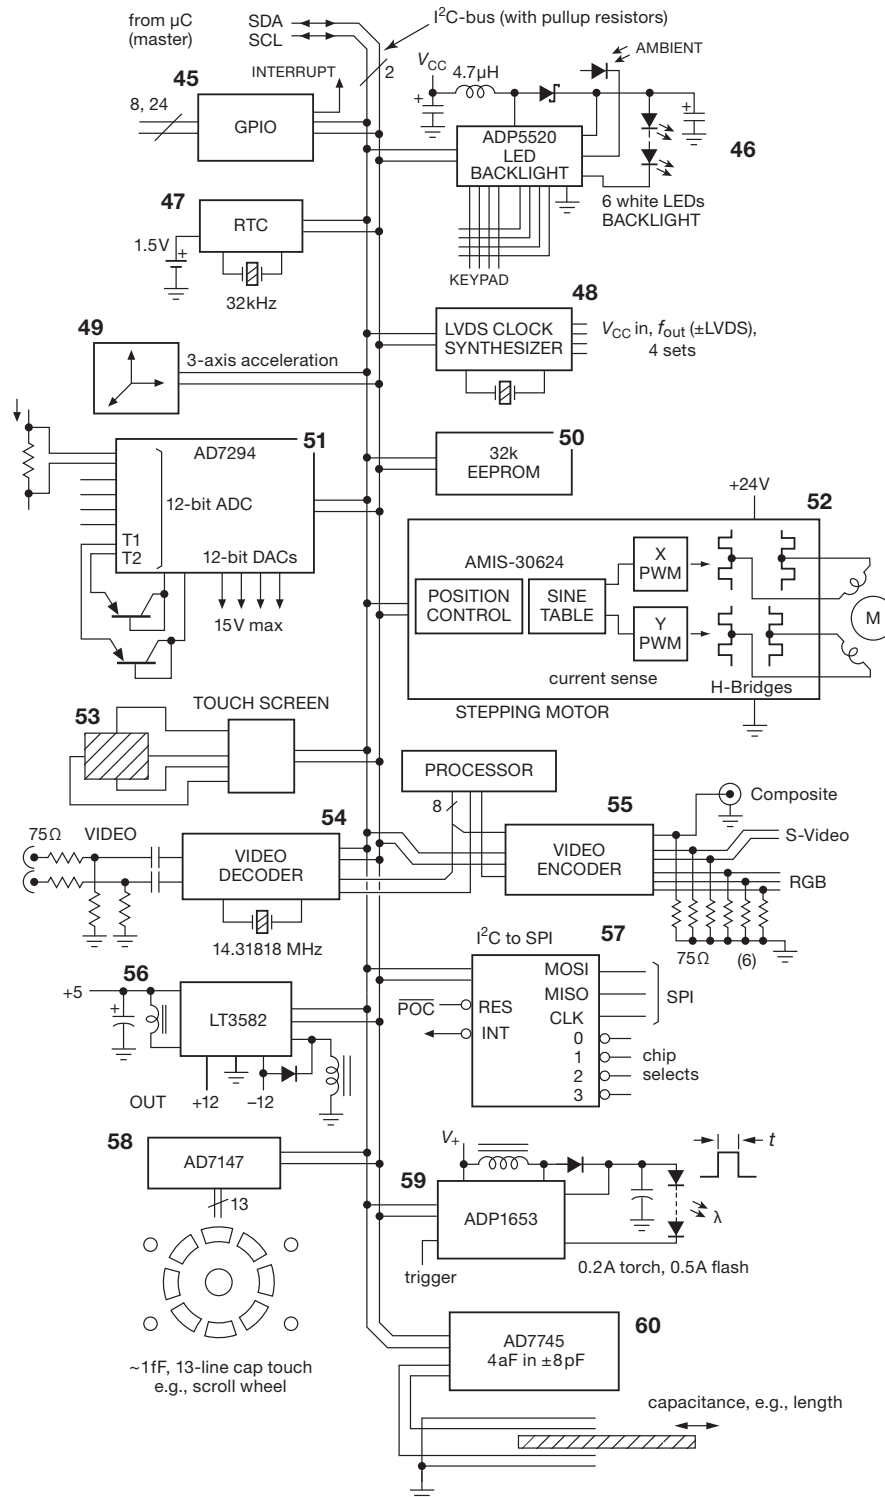 from µC
(master)
SDA
SCL
I²C-bus (with pullup resistors)
2
45
INTERRUPT
8, 24
GPIO
VCC
4.7µH
AMBIENT
+
+
ADP5520
LED
BACKLIGHT
46
6 white LEDs
BACKLIGHT
KEYPAD
47
RTC
1.5V
+
32kHz
48
LVDS CLOCK
SYNTHESIZER
VCC in, fout (±LVDS),
4 sets
49
3-axis acceleration
50
32k
EEPROM
51
AD7294
12-bit ADC
T1
T2
12-bit DACs
15V max
52
+24V
AMIS-30624
POSITION
CONTROL
SINE
TABLE
X
PWM
Y
PWM
M
current sense
H-Bridges
STEPPING MOTOR
53
TOUCH SCREEN
PROCESSOR
8
54
75Ω
VIDEO
VIDEO
DECODER
14.31818 MHz
55
VIDEO
ENCODER
Composite
S-Video
RGB
75Ω
(6)
56
+5
+
LT3582
OUT
+12
–12
57
I²C to SPI
MOSI
MISO
CLK
SPI
POC
RES
INT
0
1
2
3
chip
selects
58
AD7147
13
~1fF, 13-line cap touch
e.g., scroll wheel
59
V+
ADP1653
trigger
t
λ
0.2A torch, 0.5A flash
60
AD7745
4aF in ±8pF
capacitance, e.g., length